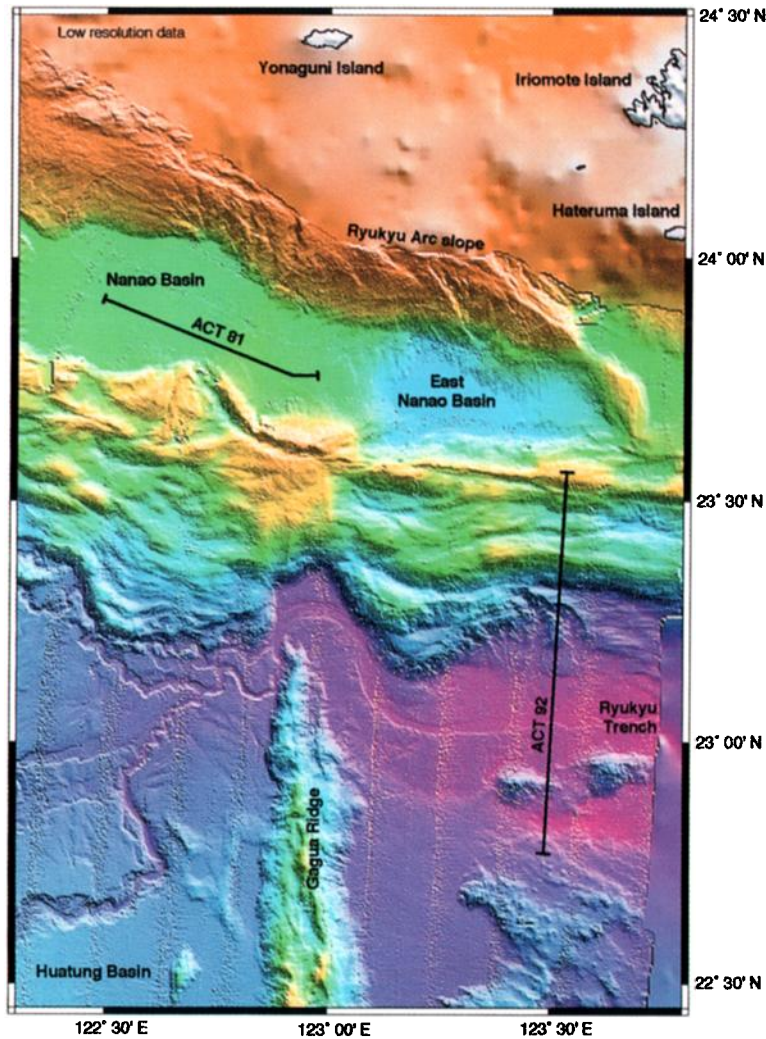 24° 30' N
Low resolution data
Yonaguni Island
Iriomote Island
Hateruma Island
Ryukyu Arc slope
24° 00' N
Nanao Basin
ACT 81
East
Nanao Basin
23° 30' N
Ryukyu
Trench
ACT 92
23° 00' N
Gagua Ridge
Huatung Basin
22° 30' N
122° 30' E
123° 00' E
123° 30' E